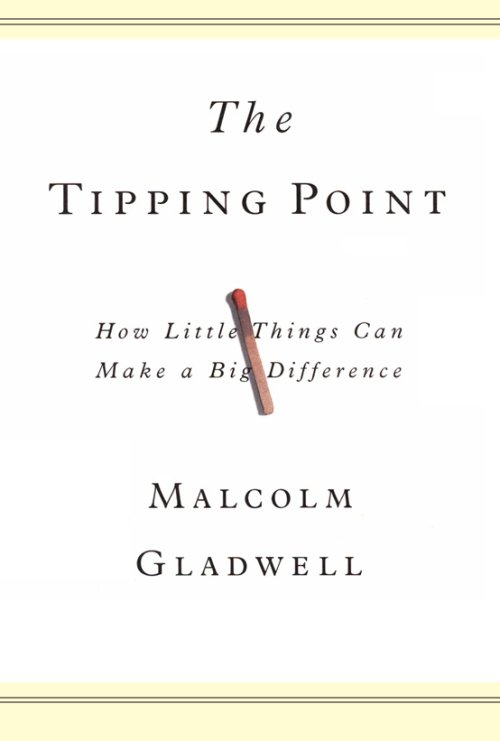 The
TIPPING POINT
How Little Things Can
Make a Big Difference
MALCOLM
GLADWELL